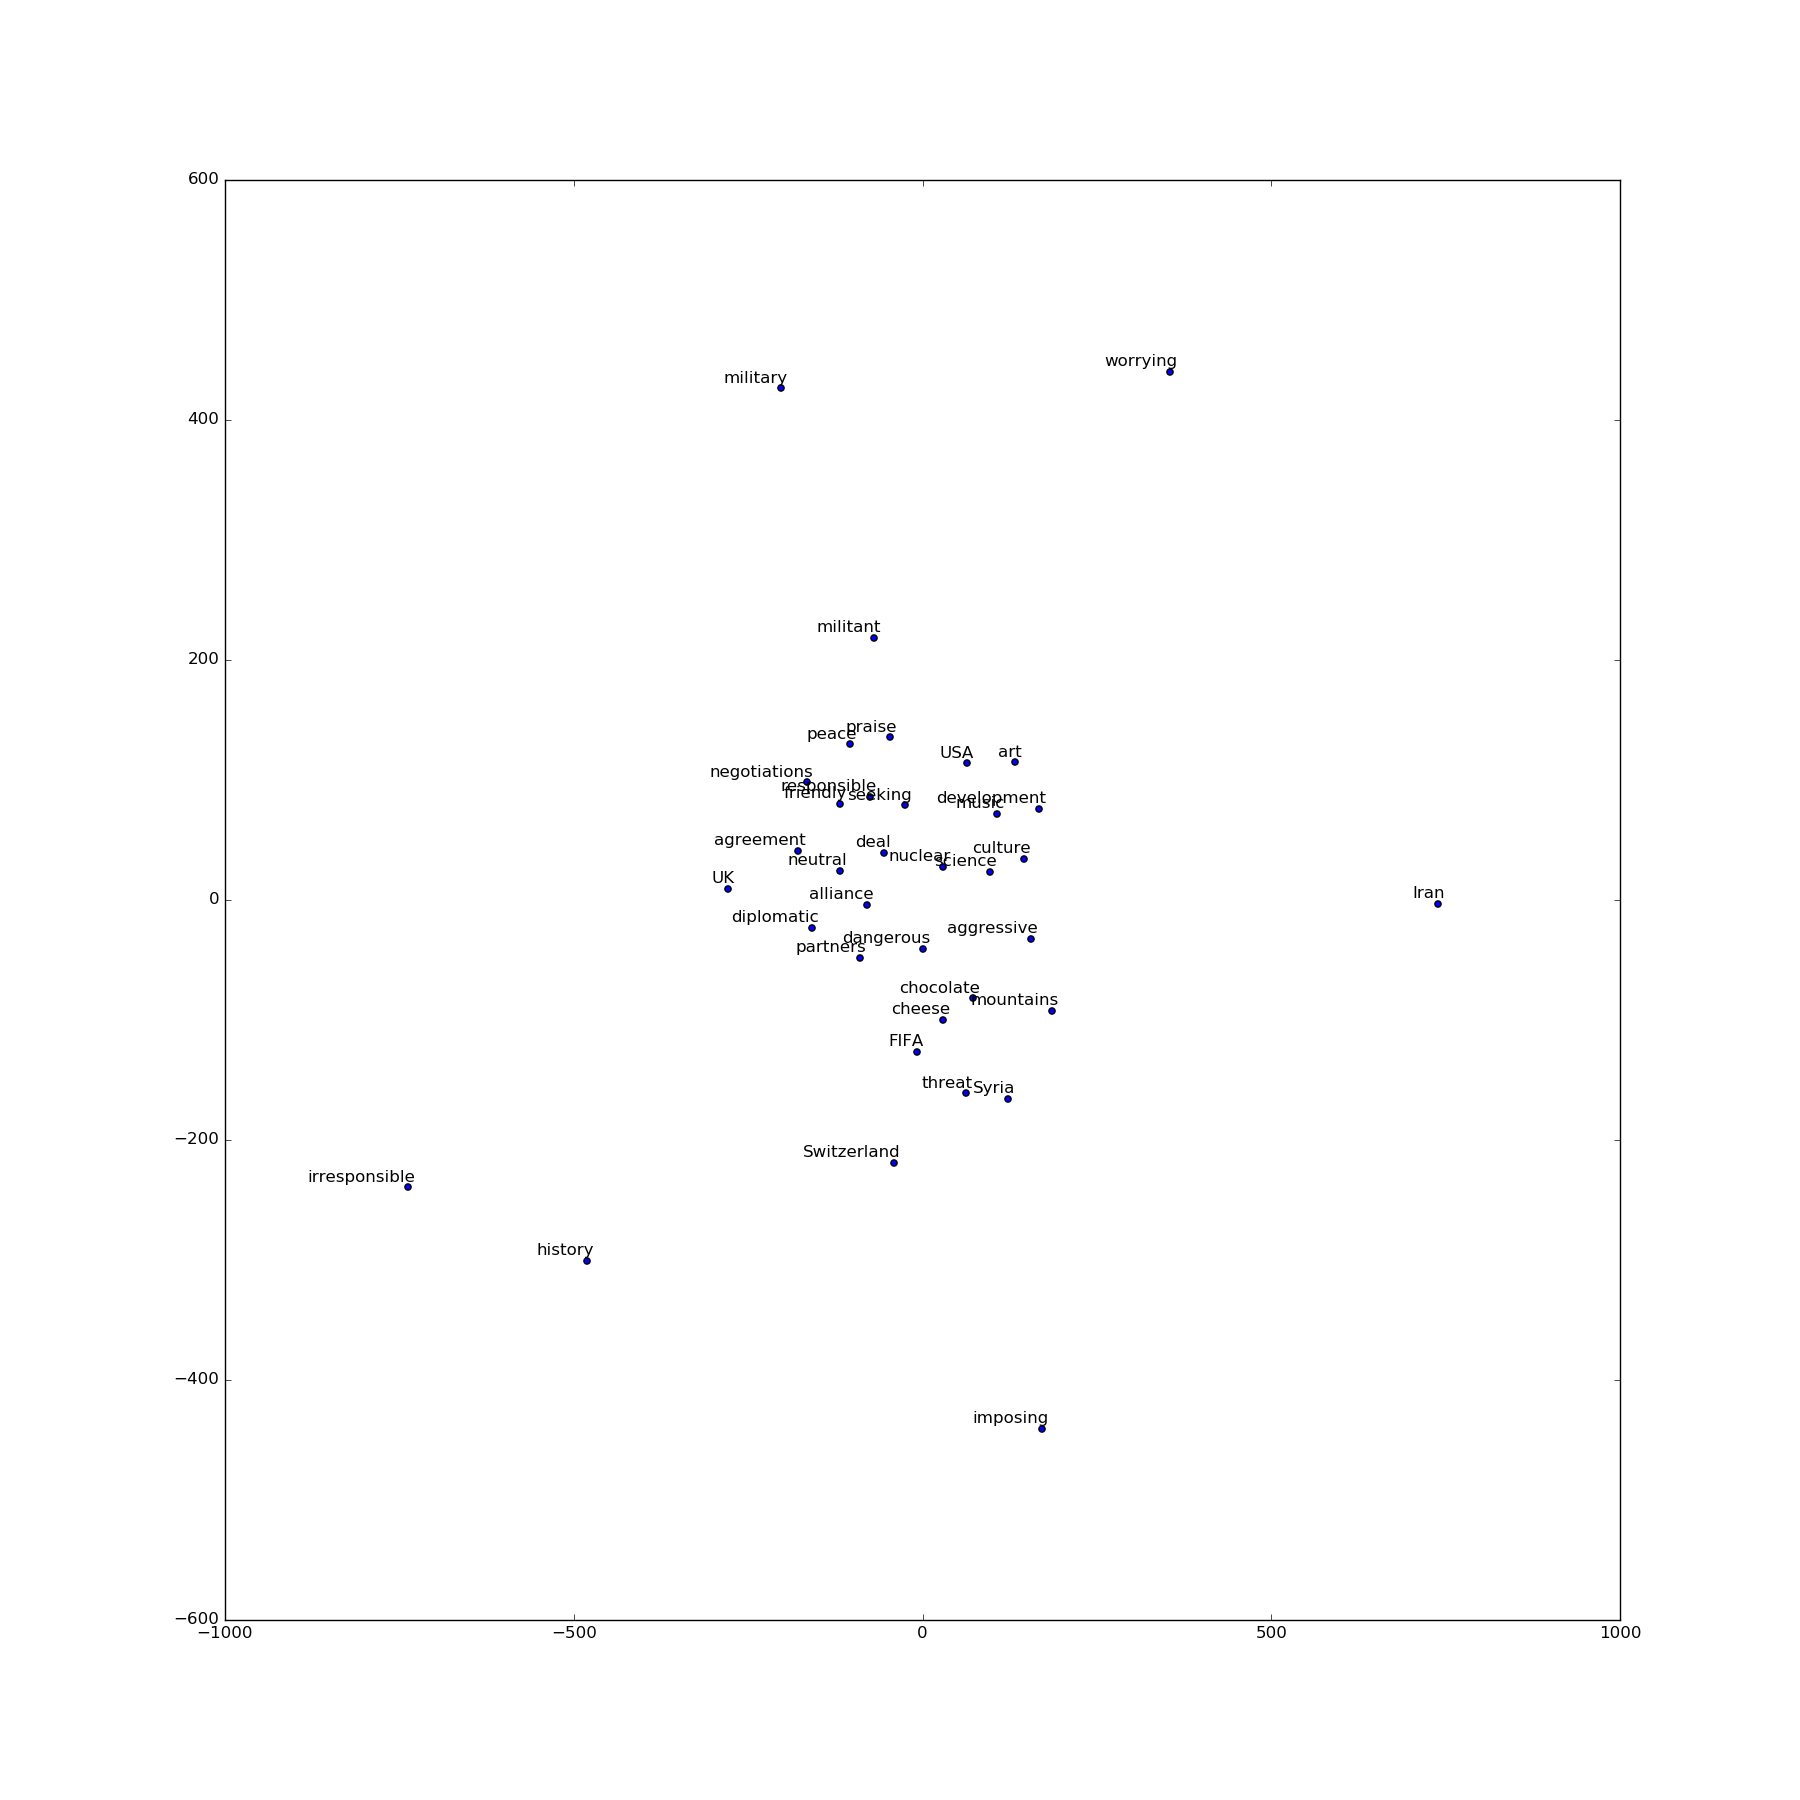 600
worrying
military
400
militant
200
praise
peace
USA
art
negotiations
responsible
friendly
seeking
development
music
agreement
deal
culture
nuclear
science
neutral
UK
Iran
0
alliance
diplomatic
aggressive
dangerous
partners
chocolate
mountains
cheese
FIFA
threat
Syria
−200
Switzerland
irresponsible
history
−400
imposing
−600
−1000
−500
0
500
1000